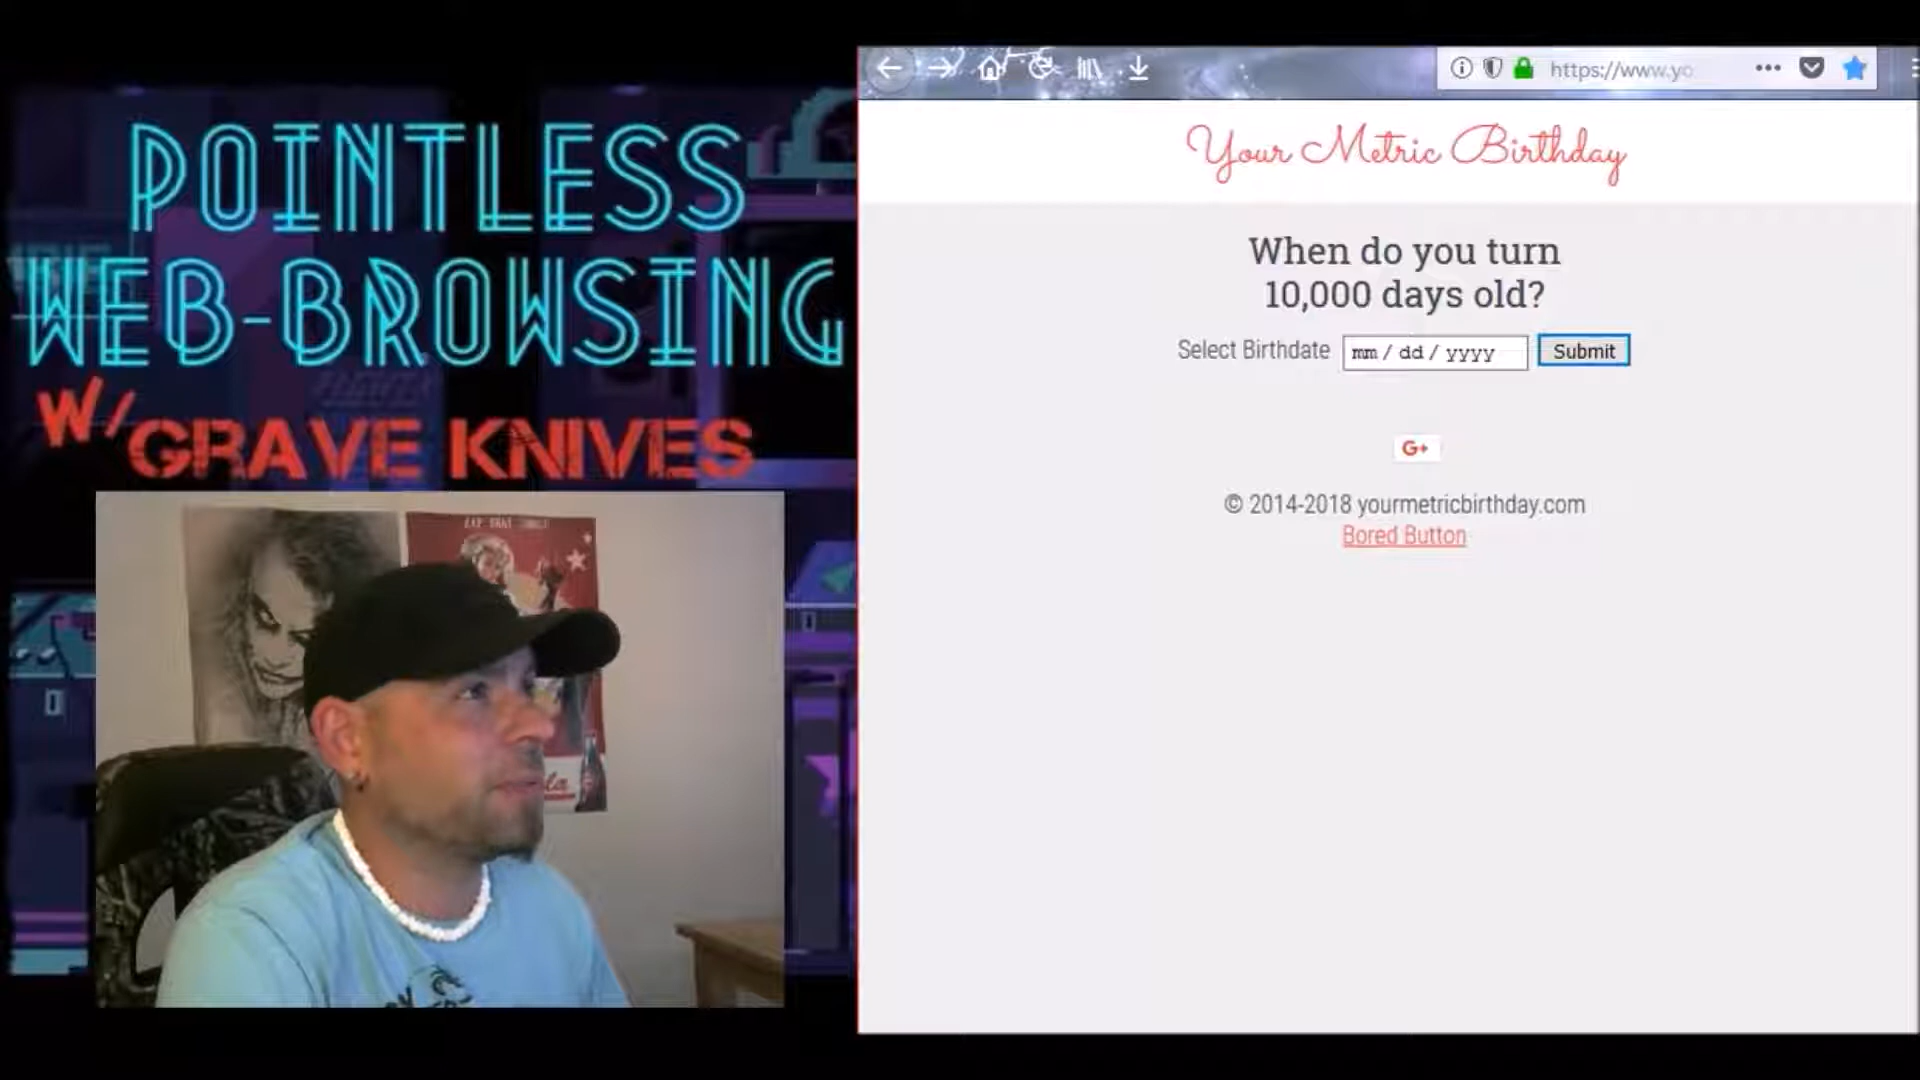 POINTLESS
WEB-BROWSING
W/ GRAVE KNIVES
https://www.yo
Your Metric Birthday
When do you turn
10,000 days old?
Select Birthdate mm / dd / yyyy Submit
G+
© 2014-2018 yourmetricbirthday.com
Bored Button